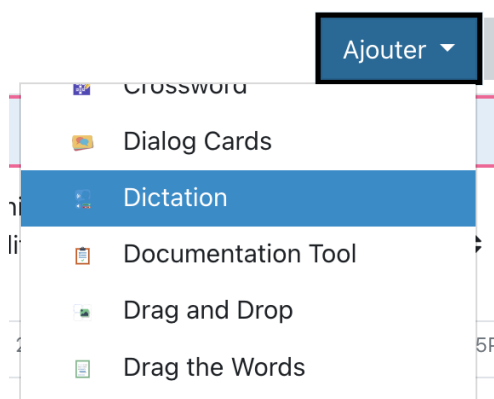 Ajouter
Crossword
Dialog Cards
Dictation
Documentation Tool
Drag and Drop
Drag the Words